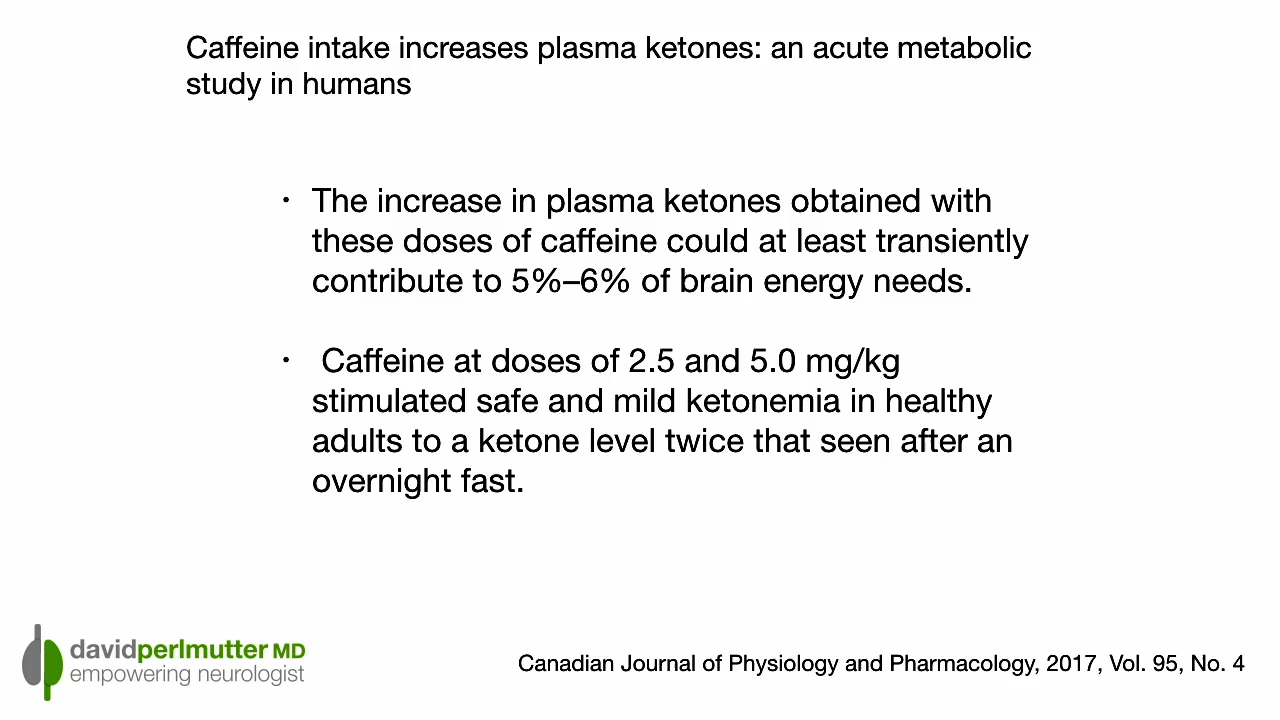 Caffeine intake increases plasma ketones: an acute metabolic
study in humans
· The increase in plasma ketones obtained with
these doses of caffeine could at least transiently
contribute to 5%–6% of brain energy needs.
· Caffeine at doses of 2.5 and 5.0 mg/kg
stimulated safe and mild ketonemia in healthy
adults to a ketone level twice that seen after an
overnight fast.
davidperlmutter MD
empowering neurologist
Canadian Journal of Physiology and Pharmacology, 2017, Vol. 95, No. 4